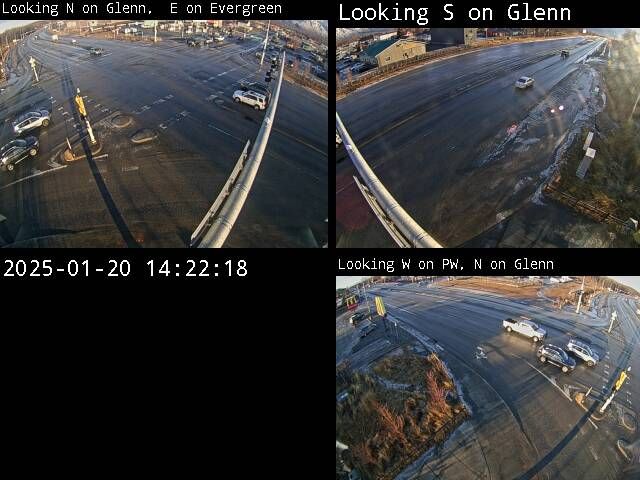 Looking N on Glenn, E on Evergreen
Looking S on Glenn
2025-01-20 14:22:18
Looking W on PW, N on Glenn